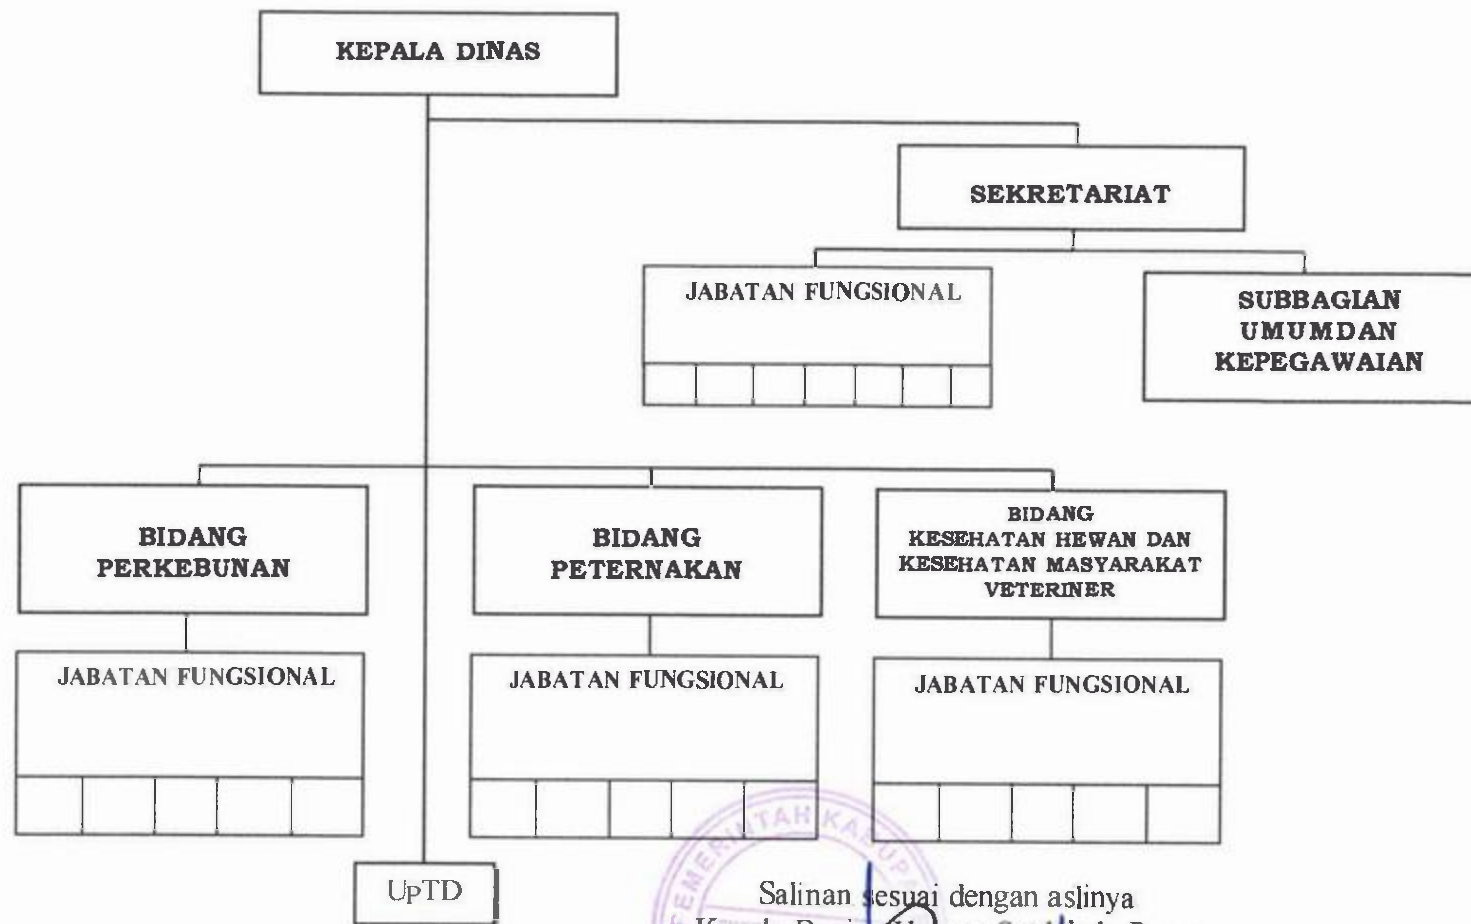 KEPALA DINAS
SEKRETARIAT
JABATAN FUNGSIONAL
SUBBAGIAN
UMUMDAN
KEPEGAWAIAN
BIDANG
PERKEBUNAN
BIDANG
PETERNAKAN
BIDANG
KESEHATAN HEWAN DAN
KESEHATAN MASYARAKAT
VETERINER
JABATAN FUNGSIONAL
JABATAN FUNGSIONAL
JABATAN FUNGSIONAL
UPTD
PEMERINTAH
Salinan sesuai dengan aslinya